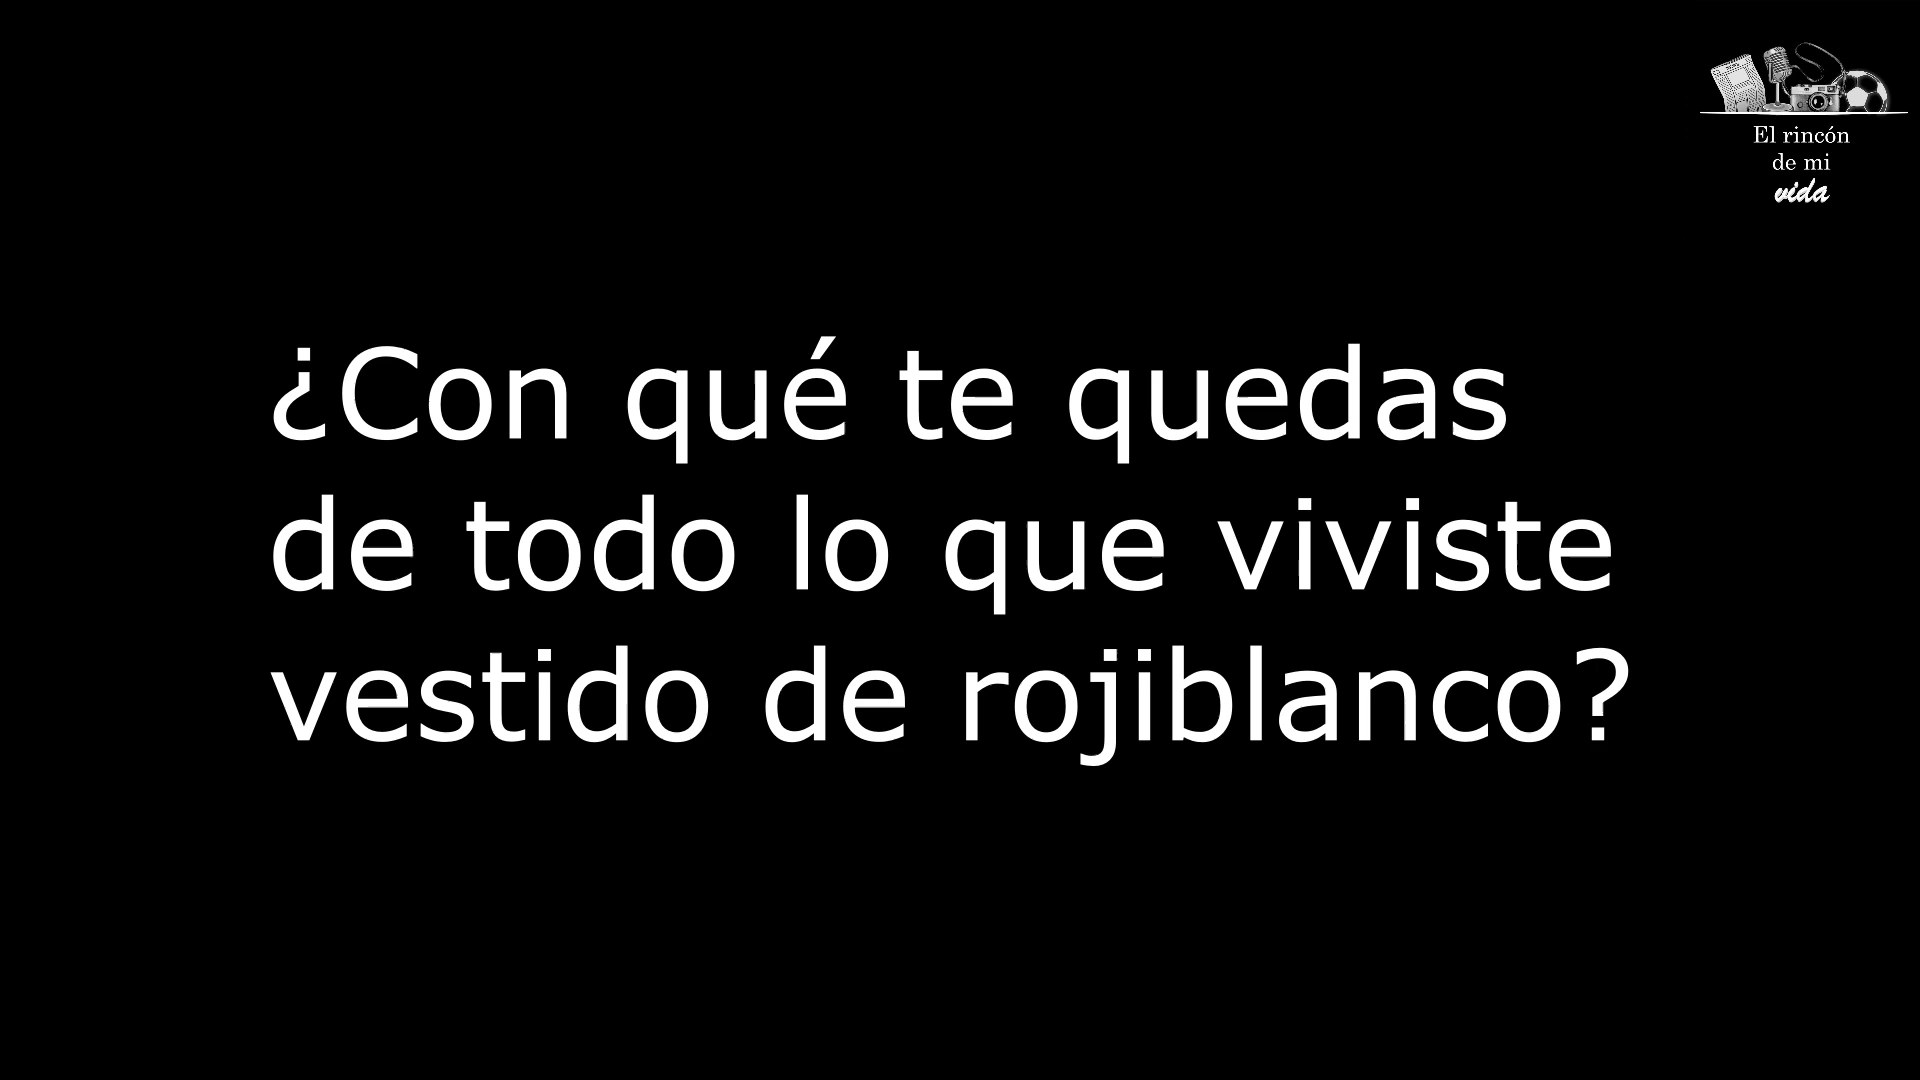 El rincón
de mi
vida
¿Con qué te quedas
de todo lo que viviste
vestido de rojiblanco?